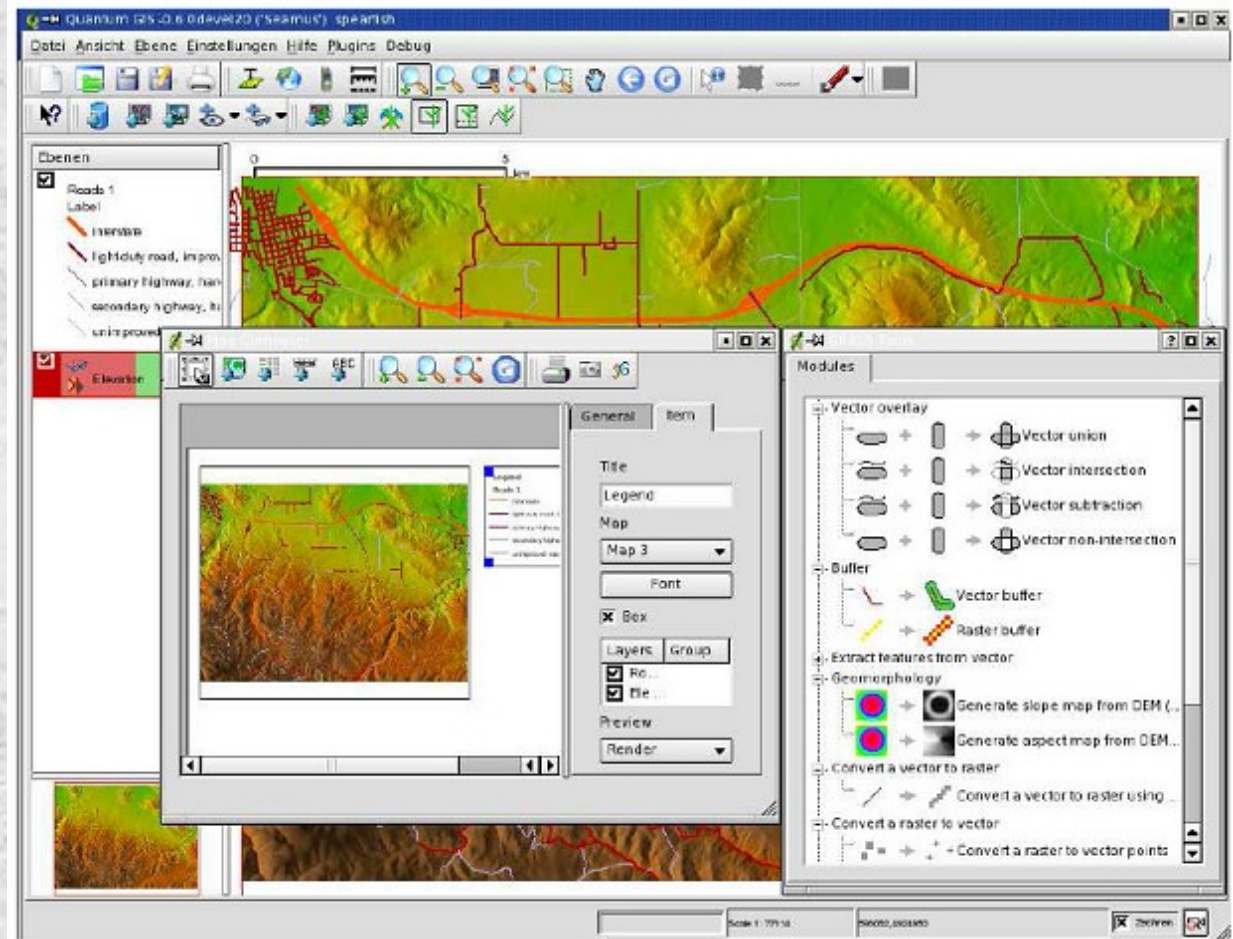 Quantum GIS - 0.6.0devel20 ('Seamus') spearfish
Datei Ansicht Ebene Einstellungen Hilfe Plugins Debug
Ebenen
0 5
km
Roads 1
Label
interstate
light-duty road, improv
primary highway, har
secondary highway, h
unimproved
Elevation
General Item
Title
Legend
Map
Map 3
Font
Box
Layers Group
Ro...
Ele...
Preview
Render
Legend
Roads 1
Modules
Vector overlay
Vector union
Vector intersection
Vector subtraction
Vector non-intersection
Buffer
Vector buffer
Raster buffer
Extract features from vector
Geomorphology
Generate slope map from DEM (...
Generate aspect map from DEM...
Convert a vector to raster
Convert a vector to raster using ...
Convert a raster to vector
Convert a raster to vector points
Scale 1:
Zeichnen